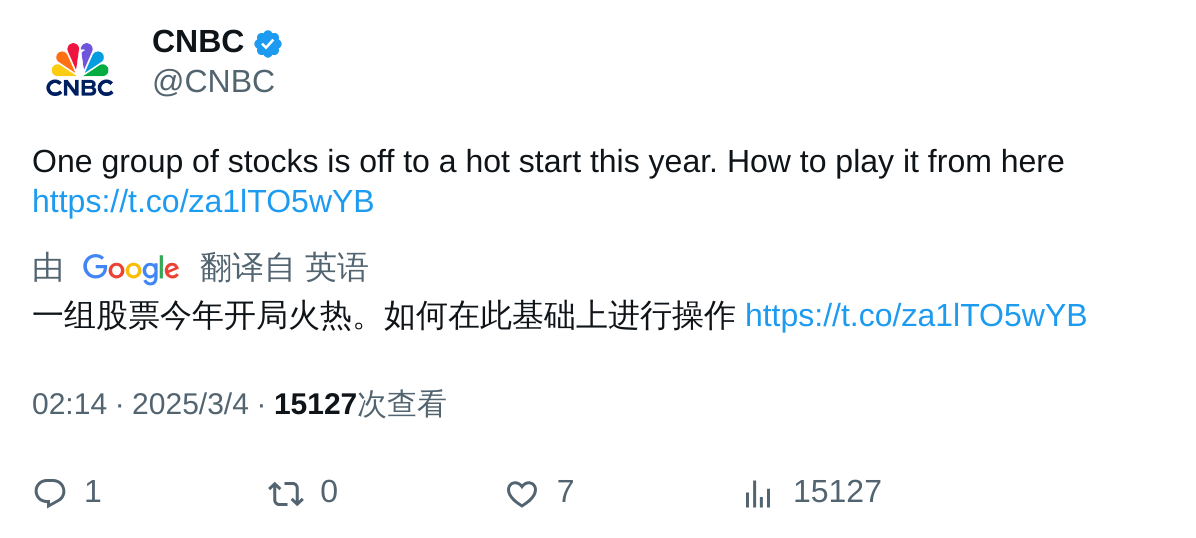 CNBC
CNBC
@CNBC
One group of stocks is off to a hot start this year. How to play it from here
https://t.co/za1lTO5wYB
由 Google 翻译自 英语
一组股票今年开局火热。如何在此基础上进行操作 https://t.co/za1lTO5wYB
02:14 · 2025/3/4 · 15127次查看
1 0 7 15127